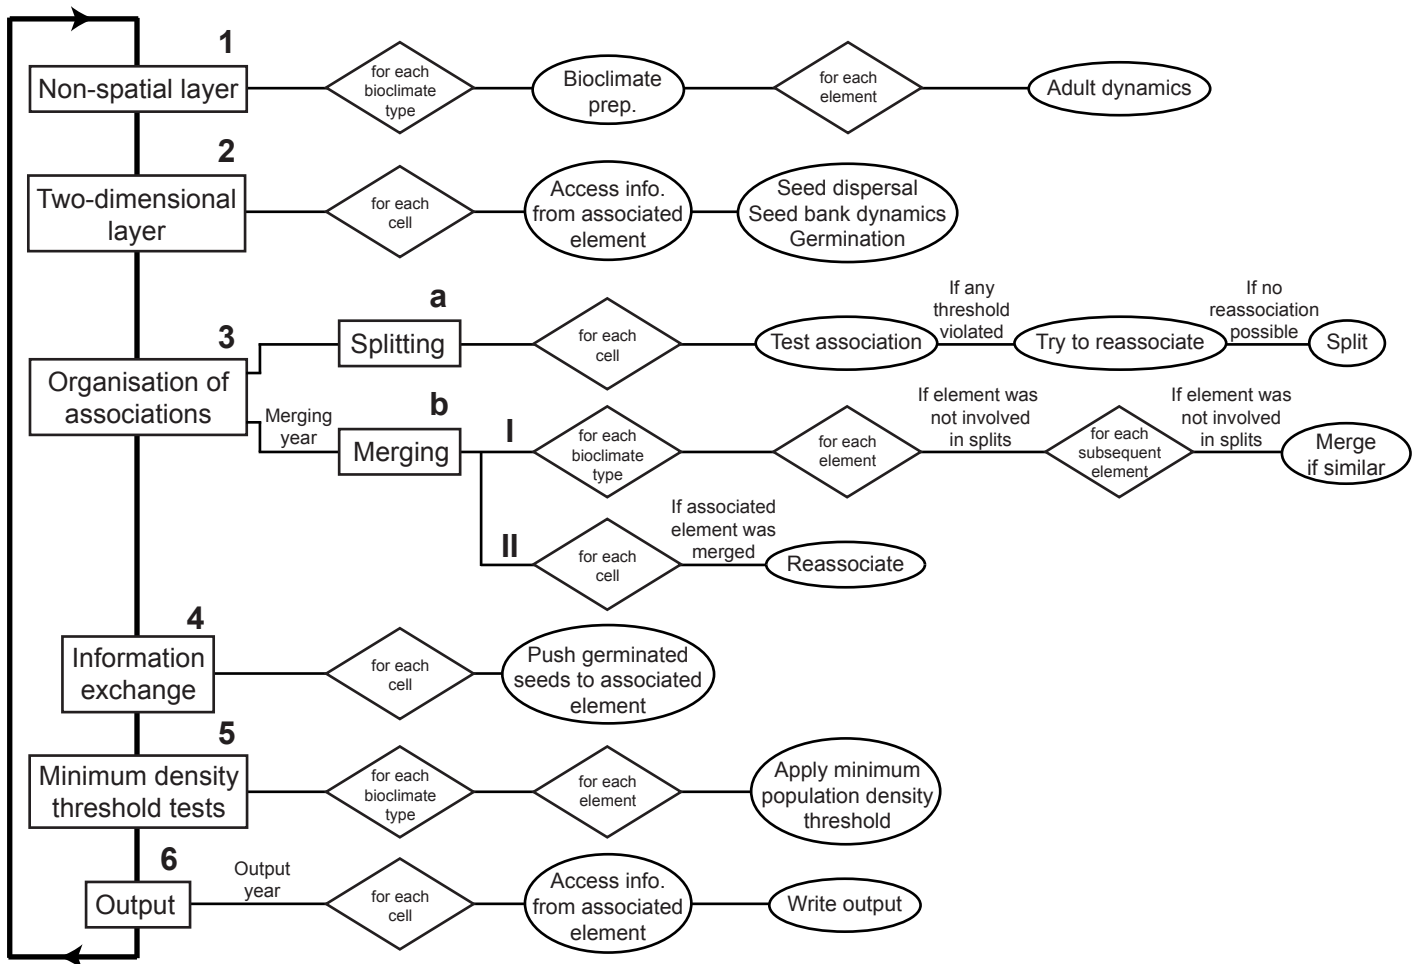 1
Non-spatial layer
for each
bioclimate
type
Bioclimate
prep.
for each
element
Adult dynamics
2
Two-dimensional
layer
for each
cell
Access info.
from associated
element
Seed dispersal
Seed bank dynamics
Germination
3
Organisation of
associations
a
Splitting
for each
cell
Test association
If any
threshold
violated
Try to reassociate
If no
reassociation
possible
Split
Merging
year
b
Merging
I
for each
bioclimate
type
for each
element
If element was
not involved
in splits
for each
subsequent
element
If element was
not involved
in splits
Merge
if similar
II
for each
cell
If associated
element was
merged
Reassociate
4
Information
exchange
for each
cell
Push germinated
seeds to associated
element
5
Minimum density
threshold tests
for each
bioclimate
type
for each
element
Apply minimum
population density
threshold
6
Output
Output
year
for each
cell
Access info.
from associated
element
Write output